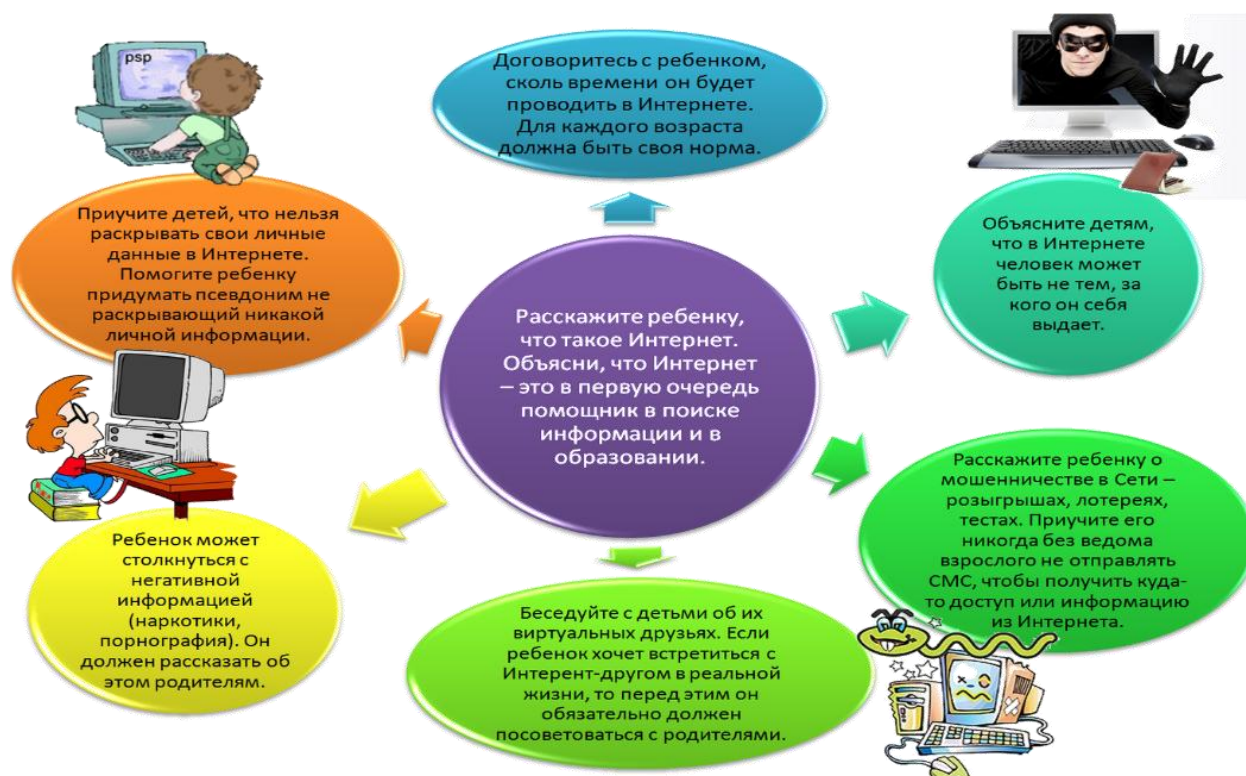 psp
Договоритесь с ребенком,
сколь времени он будет
проводить в Интернете.
Для каждого возраста
должна быть своя норма.
Приучите детей, что нельзя
раскрывать свои личные
данные в Интернете.
Помогите ребенку
придумать псевдоним не
раскрывающий никакой
личной информации.
Объясните детям,
что в Интернете
человек может
быть не тем, за
кого он себя
выдает.
Расскажите ребенку,
что такое Интернет.
Объясни, что Интернет
– это в первую очередь
помощник в поиске
информации и в
образовании.
Расскажите ребенку о
мошенничестве в Сети –
розыгрышах, лотереях,
тестах. Приучите его
никогда без ведома
взрослого не отправлять
СМС, чтобы получить куда-
то доступ или информацию
из Интернета.
Ребенок может
столкнуться с
негативной
информацией
(наркотики,
порнография). Он
должен рассказать об
этом родителям.
Беседуйте с детьми об их
виртуальных друзьях. Если
ребенок хочет встретиться с
Интерент-другом в реальной
жизни, то перед этим он
обязательно должен
посоветоваться с родителями.